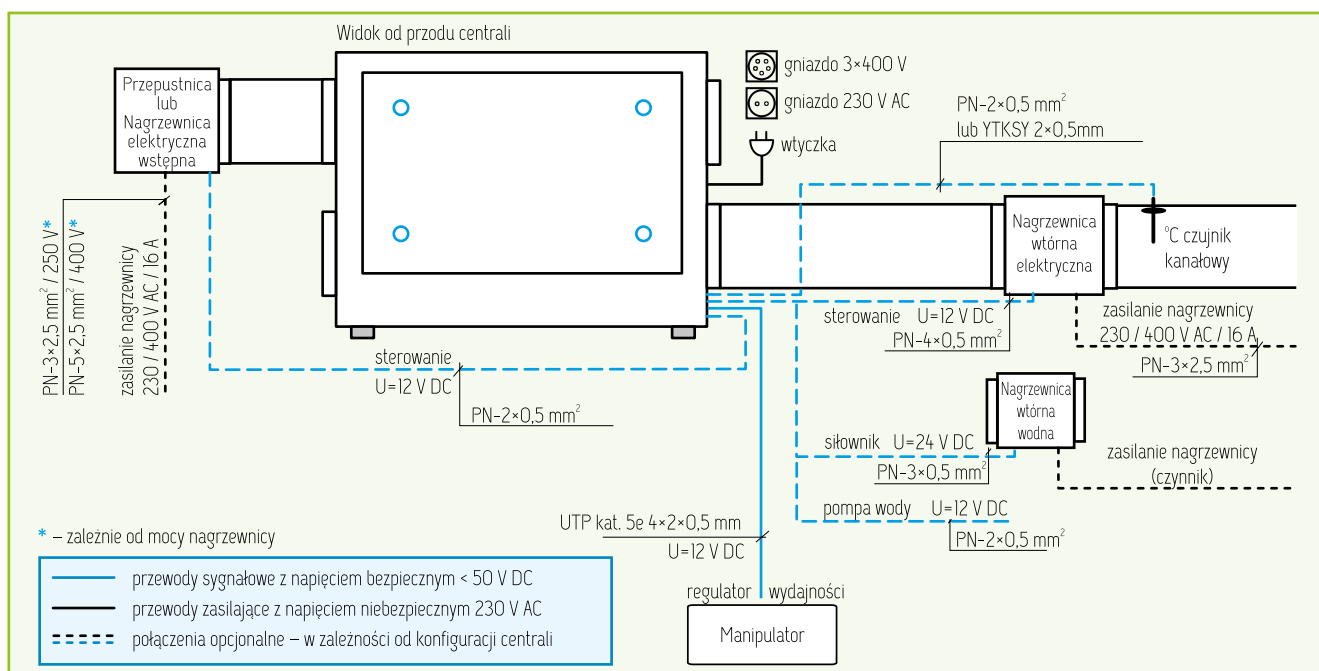 Widok od przodu centrali
Przepustnica
lub
Nagrzewnica
elektryczna
wstępna
gniazdo 3×400 V
gniazdo 230 V AC
wtyczka
PN-2×0,5 mm²
lub YTKSY 2×0,5mm
PN-3×2,5 mm² / 250 V*
PN-5×2,5 mm² / 400 V*
zasilanie nagrzewnicy
230 / 400 V AC / 16 A
Nagrzewnica
wtórna
elektryczna
°C czujnik
kanałowy
sterowanie U=12 V DC
PN-4×0,5 mm²
zasilanie nagrzewnicy
230 / 400 V AC / 16 A
PN-3×2,5 mm²
sterowanie
U=12 V DC
PN-2×0,5 mm²
Nagrzewnica
wtórna
wodna
siłownik U=24 V DC
PN-3×0,5 mm²
zasilanie nagrzewnicy
(czynnik)
pompa wody U=12 V DC
PN-2×0,5 mm²
UTP kat. 5e 4×2×0,5 mm
U=12 V DC
regulator wydajności
Manipulator
* – zależnie od mocy nagrzewnicy
przewody sygnałowe z napięciem bezpiecznym < 50 V DC
przewody zasilające z napięciem niebezpiecznym 230 V AC
połączenia opcjonalne – w zależności od konfiguracji centrali